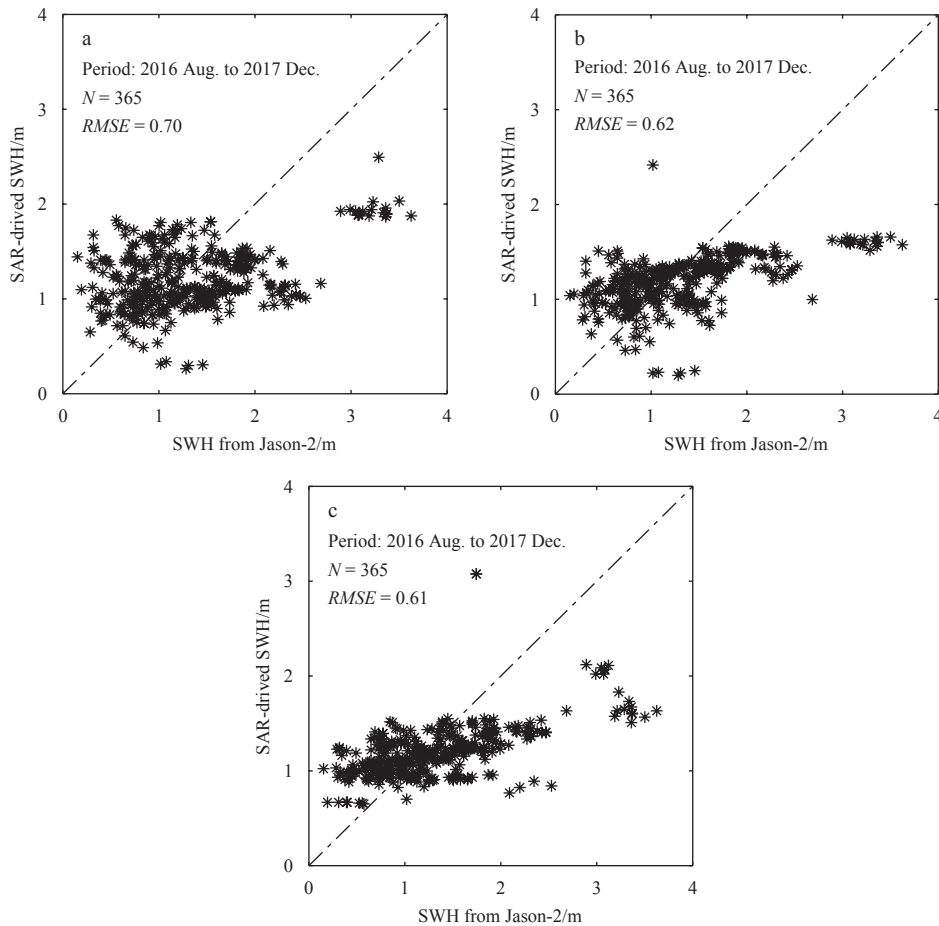 a
Period: 2016 Aug. to 2017 Dec.
N = 365
RMSE = 0.70
4
3
2
1
0
0 1 2 3 4
SAR-drived SWH/m
SWH from Jason-2/m
b
Period: 2016 Aug. to 2017 Dec.
N = 365
RMSE = 0.62
4
3
2
1
0
0 1 2 3 4
SAR-drived SWH/m
SWH from Jason-2/m
c
Period: 2016 Aug. to 2017 Dec.
N = 365
RMSE = 0.61
4
3
2
1
0
0 1 2 3 4
SAR-drived SWH/m
SWH from Jason-2/m